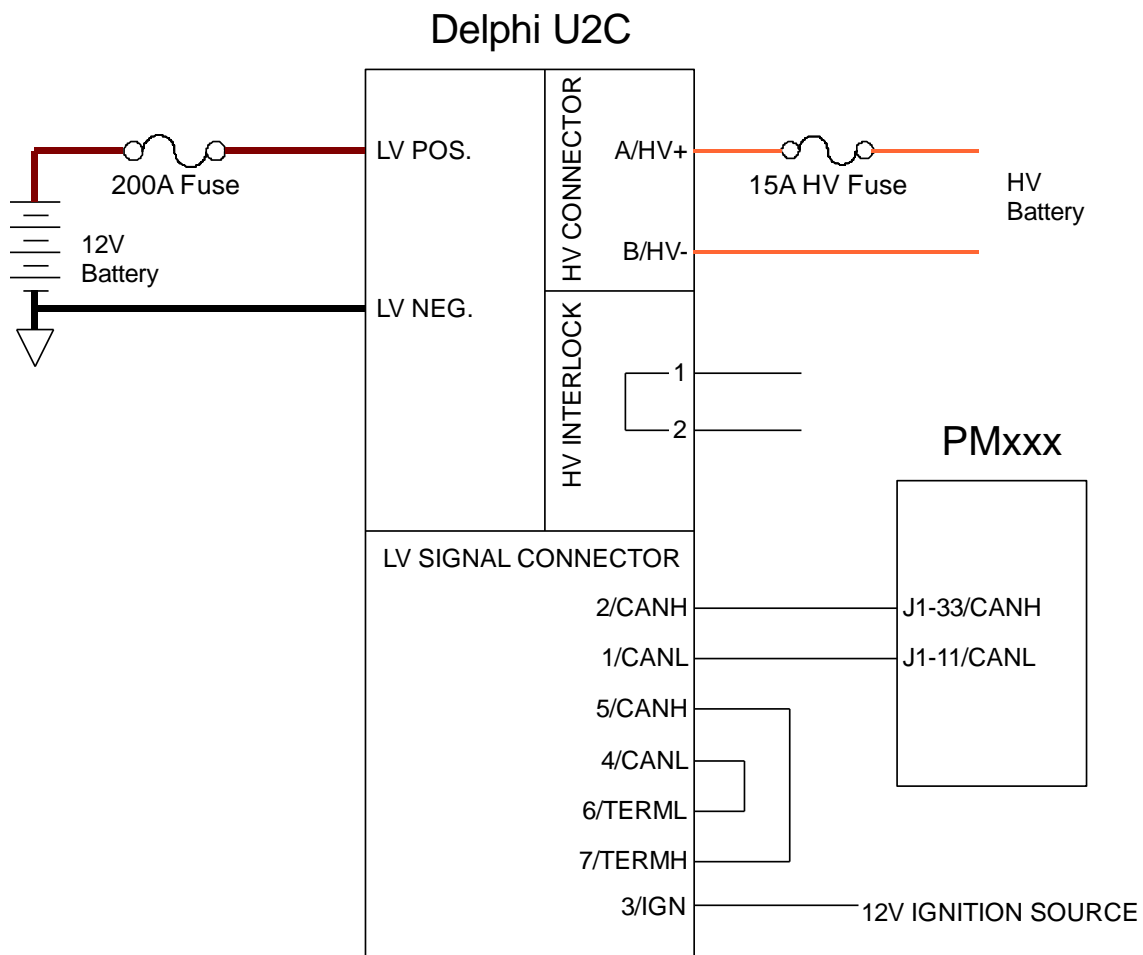 Delphi U2C
LV POS.
200A Fuse
12V
Battery
LV NEG.
HV CONNECTOR
A/HV+
15A HV Fuse
B/HV-
HV
Battery
HV INTERLOCK
1
2
PMxxx
LV SIGNAL CONNECTOR
2/CANH
J1-33/CANH
1/CANL
J1-11/CANL
5/CANH
4/CANL
6/TERML
7/TERMH
3/IGN
12V IGNITION SOURCE